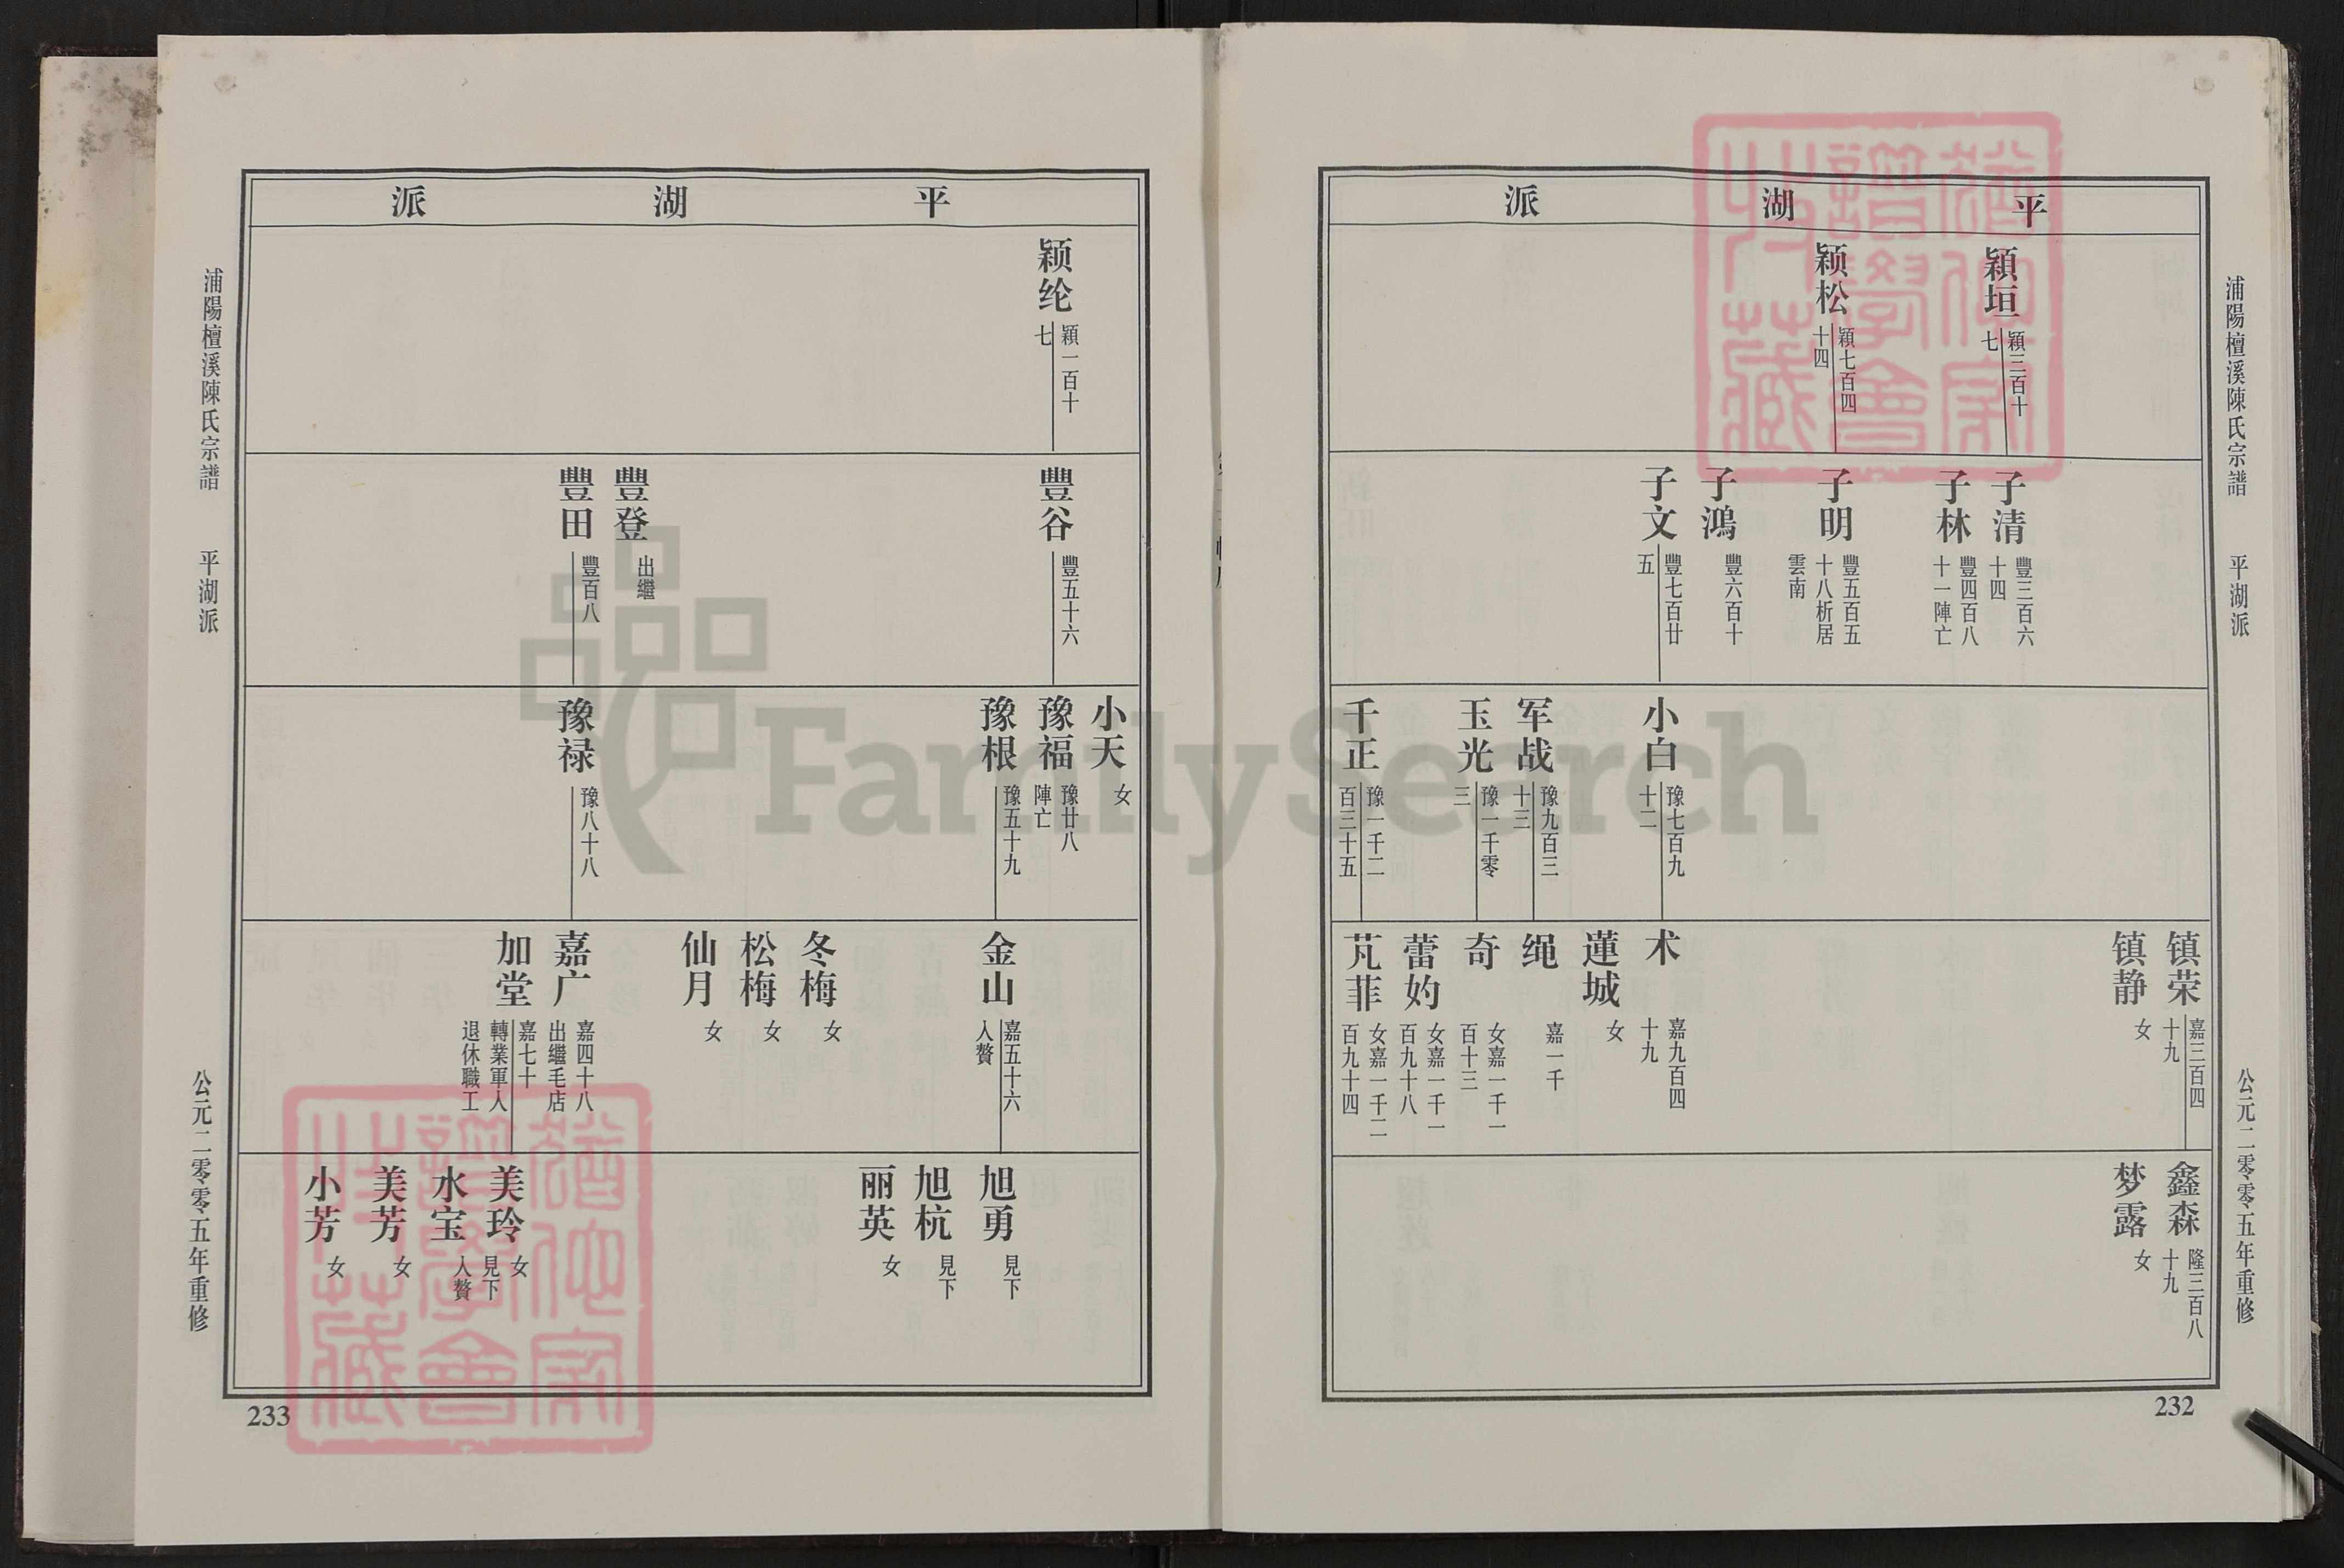 浦陽檀溪陳氏宗譜 平湖派 公元二零零五年重修
平湖派
穎垣 穎三百十七
颖松 穎七百四十四
子清 豐三百六十四
子林 豐四百八十一陣亡
子明 豐五百五十八析居雲南
子鴻 豐六百十
子文 豐七百廿五
小白 豫七百九十二
军战 豫九百三十三
玉光 豫一千零三
千正 豫一千二百三十五
镇荣 嘉三百四十九
镇静 女
术 嘉九百四十九
蓮城 女
绳 嘉一千
奇 女嘉一千一百十三
蕾妁 女嘉一千一百九十八
芃菲 女嘉一千二百九十四
鑫森 隆三百八十九
梦露 女
232
平湖派
颖纶 穎一百十七
豐谷 豐五十六
豐登 出繼
豐田 豐百八
小天 女
豫福 豫廿八陣亡
豫根 豫五十九
豫禄 豫八十八
金山 嘉五十六入贅
冬梅 女
松梅 女
仙月 女
嘉广 嘉四十八出繼毛店
加堂 嘉七十轉業軍人退休職工
旭勇 見下
旭杭 見下
丽英 女
美玲 女
水宝 見下入贅
美芳 女
小芳 女
浦陽檀溪陳氏宗譜 平湖派 公元二零零五年重修
233
FamilySearch